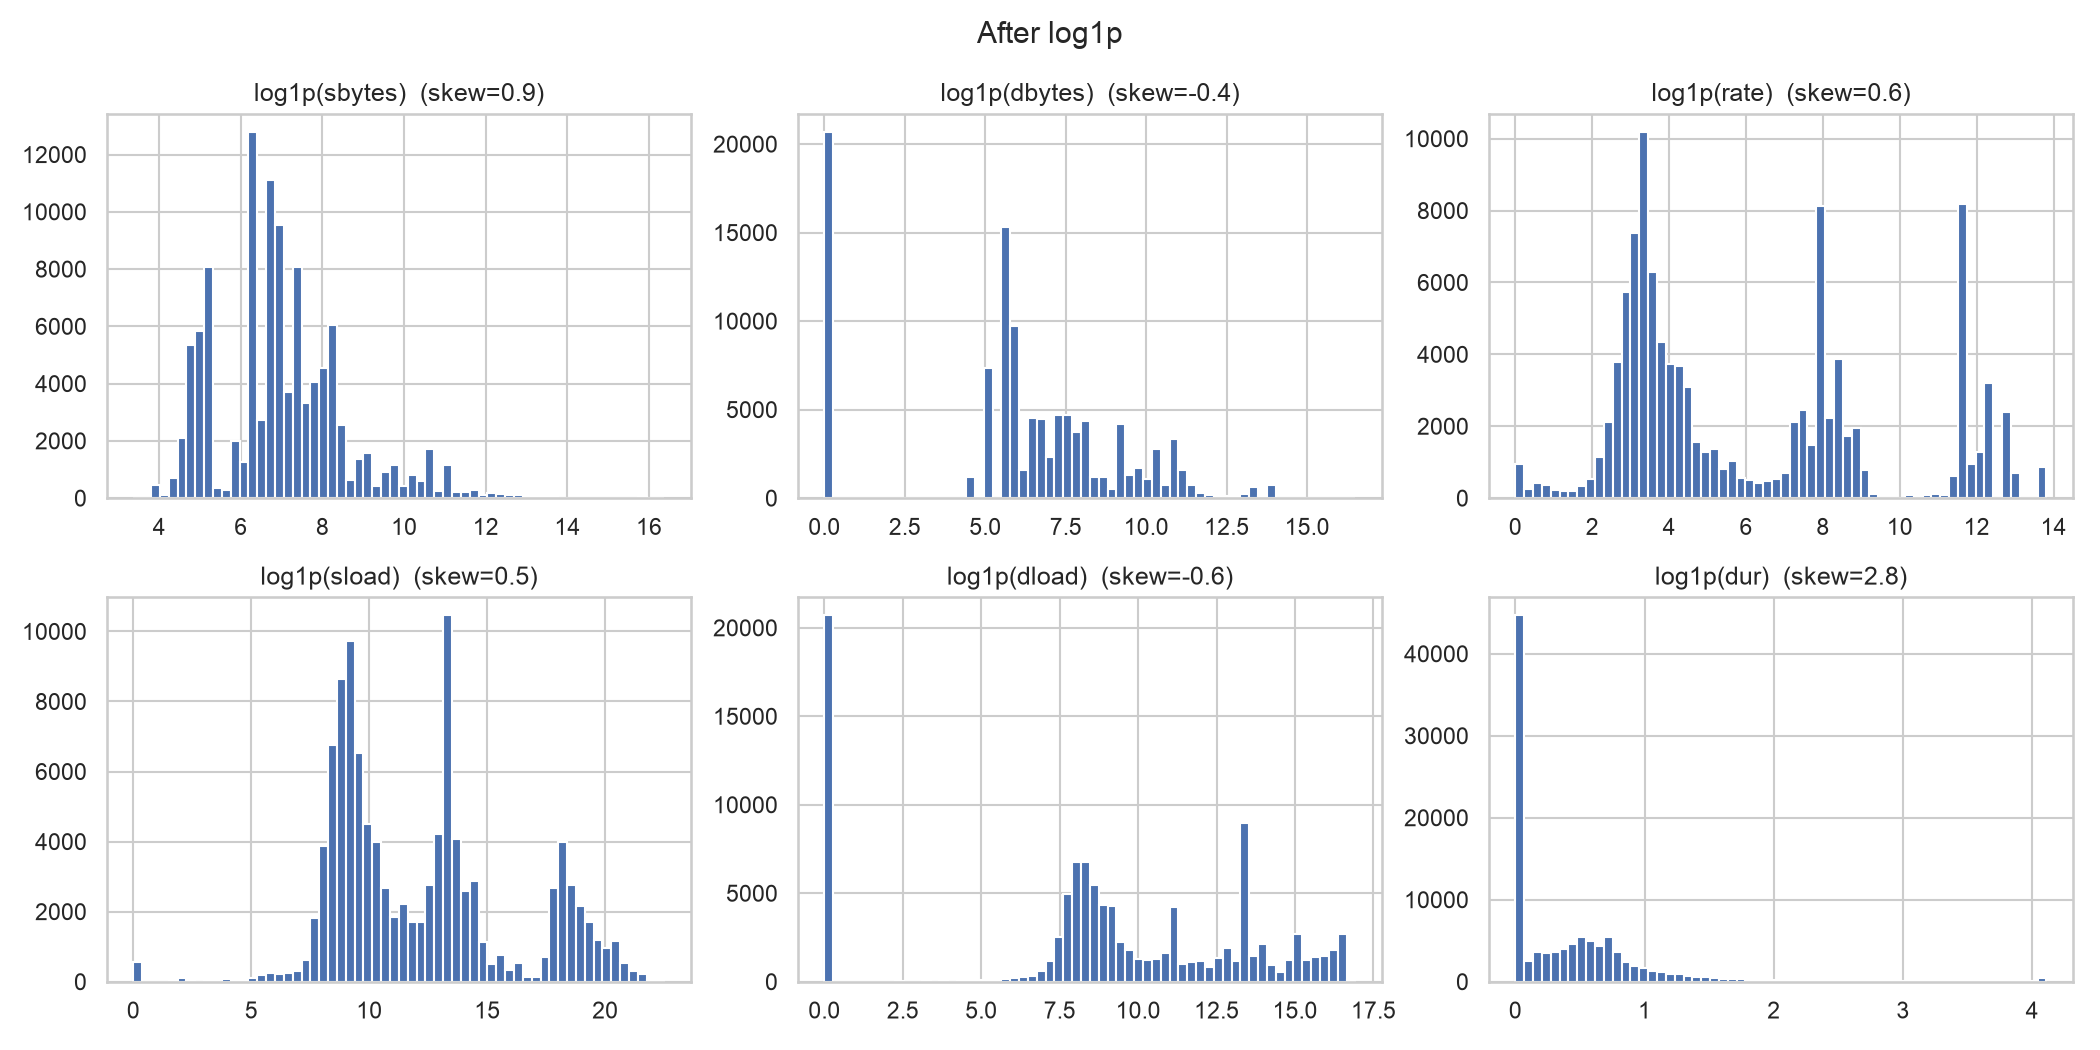 After log1p
log1p(sbytes)  (skew=0.9)
12000
10000
8000
6000
4000
2000
0
4 6 8 10 12 14 16
log1p(dbytes)  (skew=-0.4)
20000
15000
10000
5000
0
0.0 2.5 5.0 7.5 10.0 12.5 15.0
log1p(rate)  (skew=0.6)
10000
8000
6000
4000
2000
0
0 2 4 6 8 10 12 14
log1p(sload)  (skew=0.5)
10000
8000
6000
4000
2000
0
0 5 10 15 20
log1p(dload)  (skew=-0.6)
20000
15000
10000
5000
0
0.0 2.5 5.0 7.5 10.0 12.5 15.0 17.5
log1p(dur)  (skew=2.8)
40000
30000
20000
10000
0
0 1 2 3 4